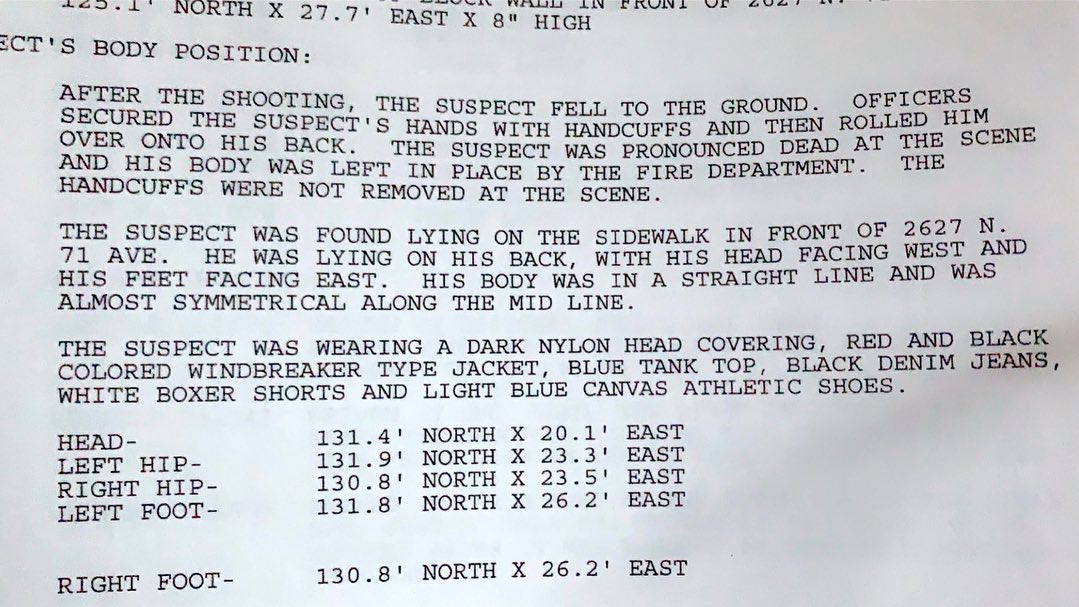 125.1' NORTH X 27.7' EAST X 8" HIGH
ECT'S BODY POSITION:
AFTER THE SHOOTING, THE SUSPECT FELL TO THE GROUND. OFFICERS
SECURED THE SUSPECT'S HANDS WITH HANDCUFFS AND THEN ROLLED HIM
OVER ONTO HIS BACK. THE SUSPECT WAS PRONOUNCED DEAD AT THE SCENE
AND HIS BODY WAS LEFT IN PLACE BY THE FIRE DEPARTMENT. THE
HANDCUFFS WERE NOT REMOVED AT THE SCENE.
THE SUSPECT WAS FOUND LYING ON THE SIDEWALK IN FRONT OF 2627 N.
71 AVE. HE WAS LYING ON HIS BACK, WITH HIS HEAD FACING WEST AND
HIS FEET FACING EAST. HIS BODY WAS IN A STRAIGHT LINE AND WAS
ALMOST SYMMETRICAL ALONG THE MID LINE.
THE SUSPECT WAS WEARING A DARK NYLON HEAD COVERING, RED AND BLACK
COLORED WINDBREAKER TYPE JACKET, BLUE TANK TOP, BLACK DENIM JEANS,
WHITE BOXER SHORTS AND LIGHT BLUE CANVAS ATHLETIC SHOES.
HEAD- 131.4' NORTH X 20.1' EAST
LEFT HIP- 131.9' NORTH X 23.3' EAST
RIGHT HIP- 130.8' NORTH X 23.5' EAST
LEFT FOOT- 131.8' NORTH X 26.2' EAST
RIGHT FOOT- 130.8' NORTH X 26.2' EAST